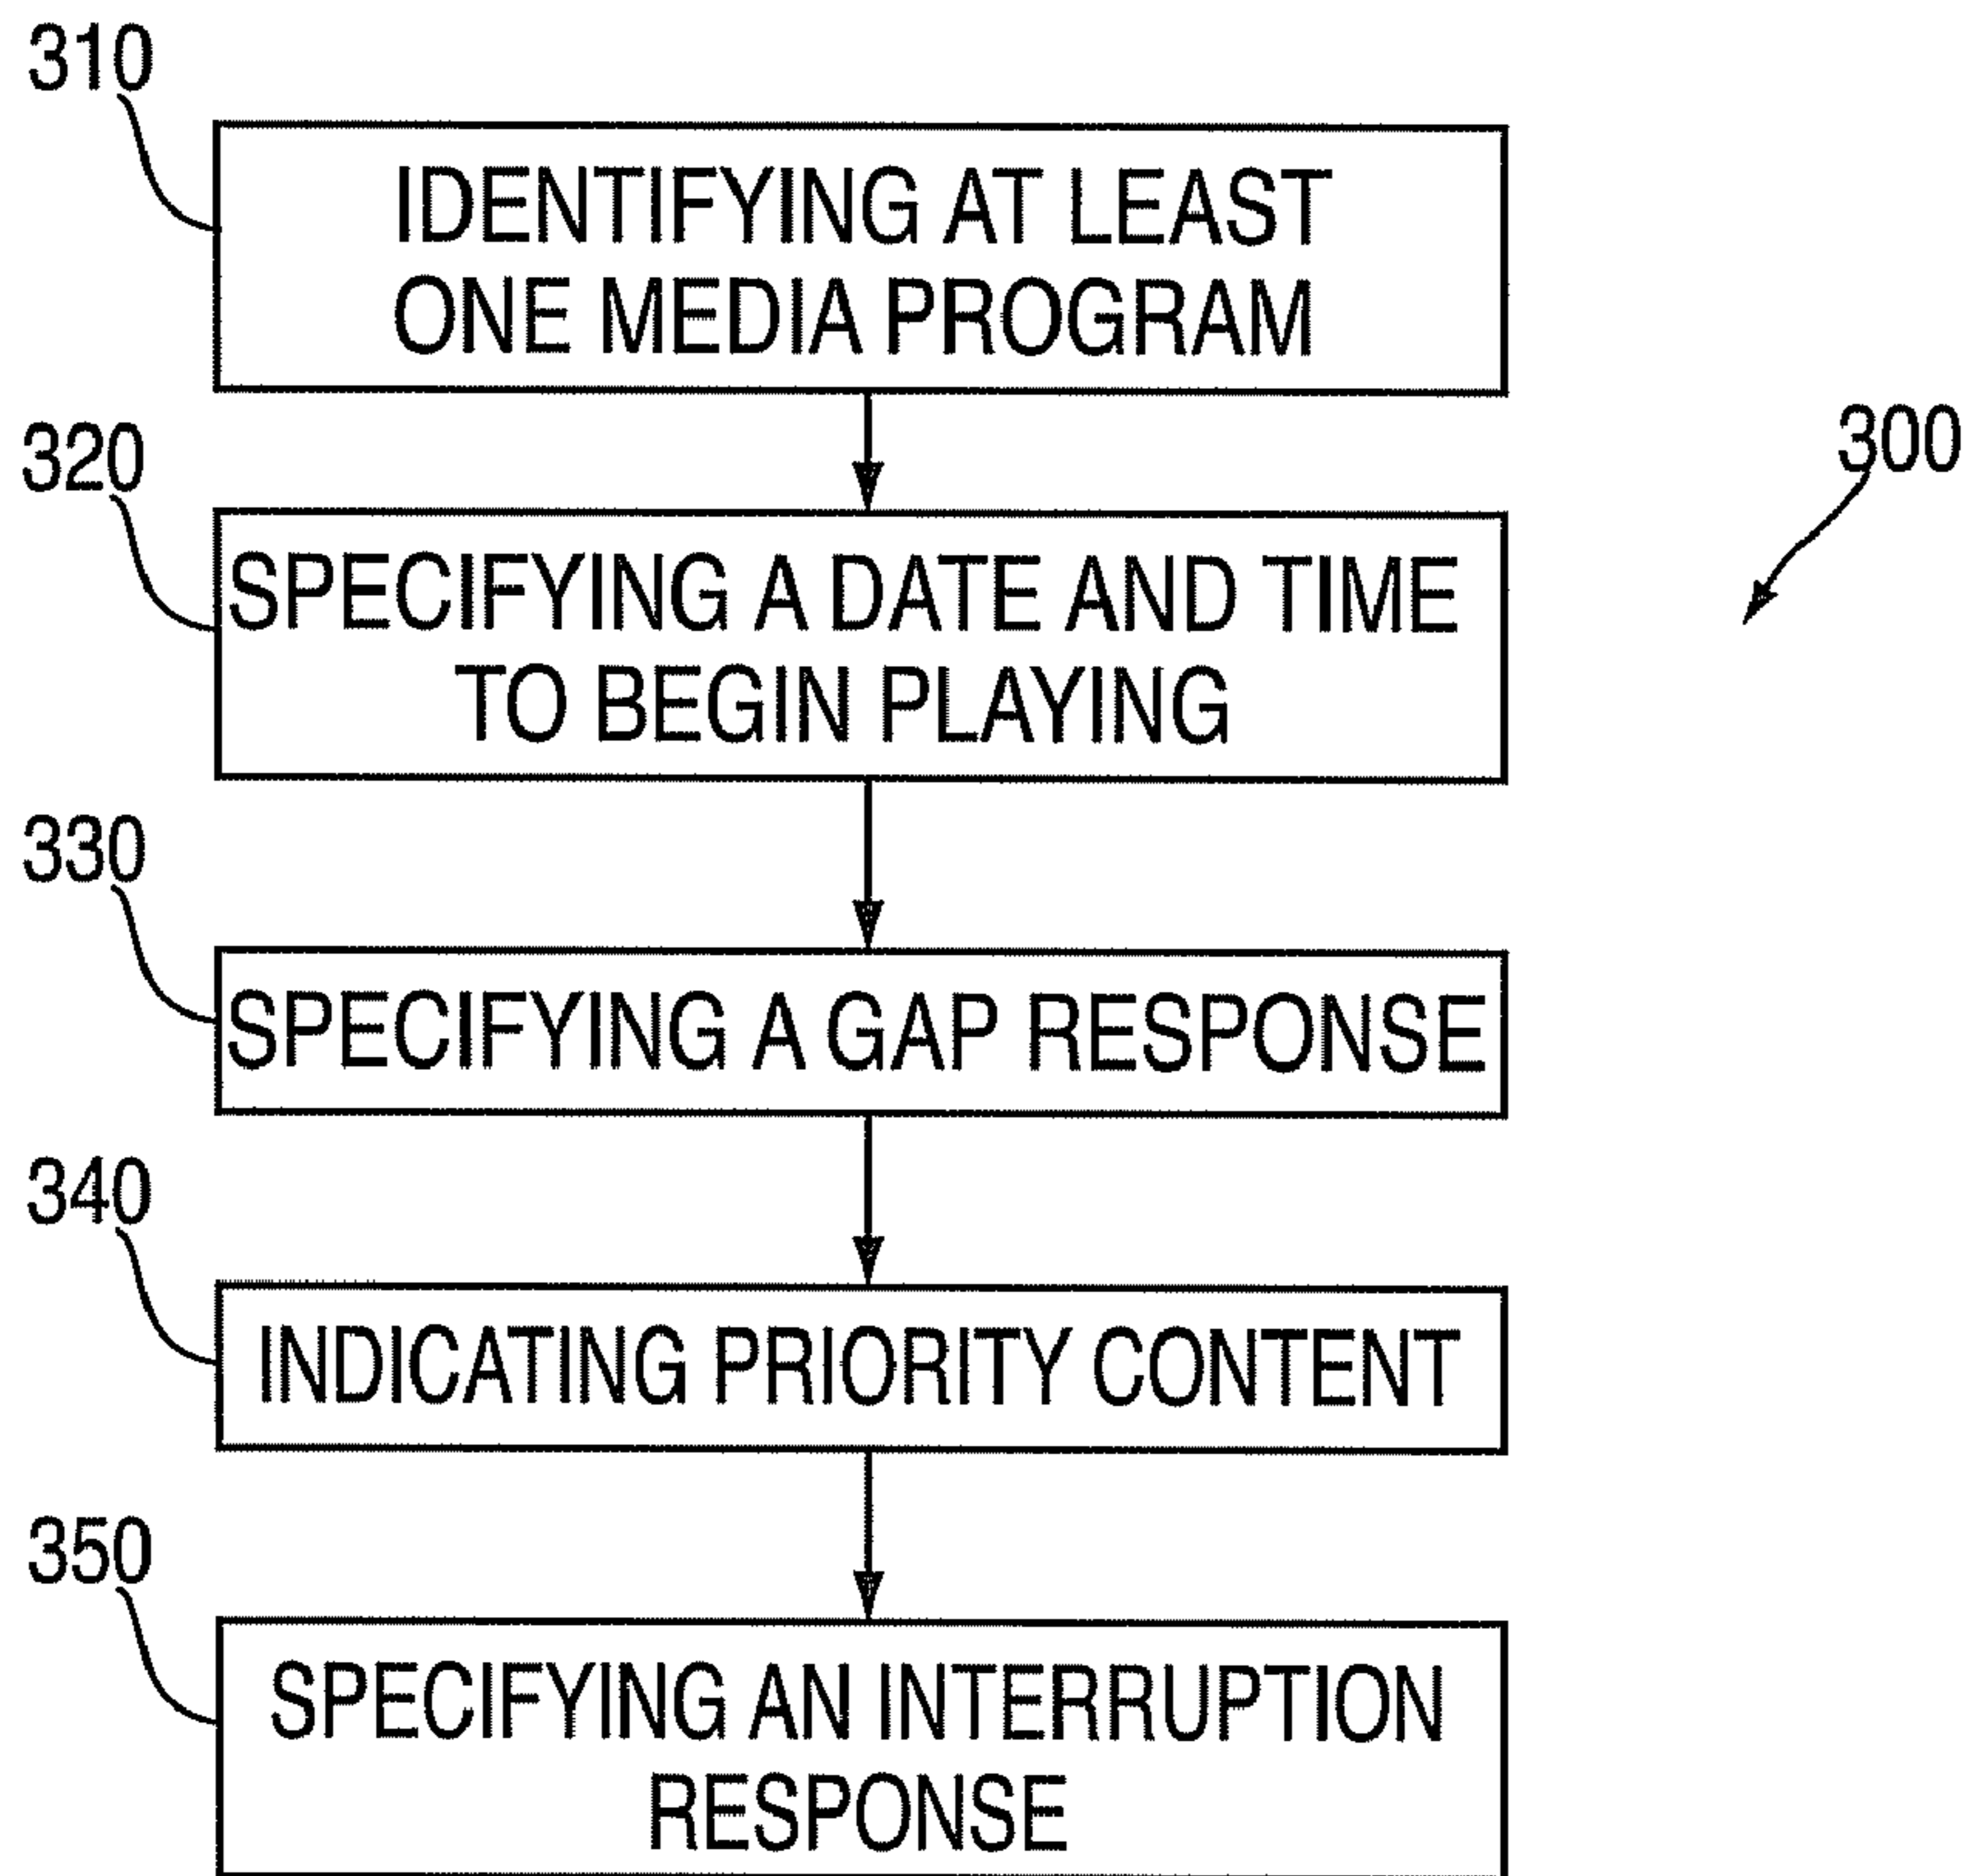 310
IDENTIFYING AT LEAST
ONE MEDIA PROGRAM
320
300
SPECIFYING A DATE AND TIME
TO BEGIN PLAYING
330
SPECIFYING A GAP RESPONSE
340
INDICATING PRIORITY CONTENT
350
SPECIFYING AN INTERRUPTION
RESPONSE